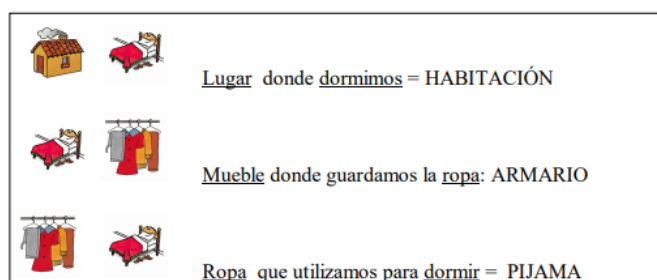 Lugar donde dormimos = HABITACIÓN
Mueble donde guardamos la ropa: ARMARIO
Ropa que utilizamos para dormir = PIJAMA